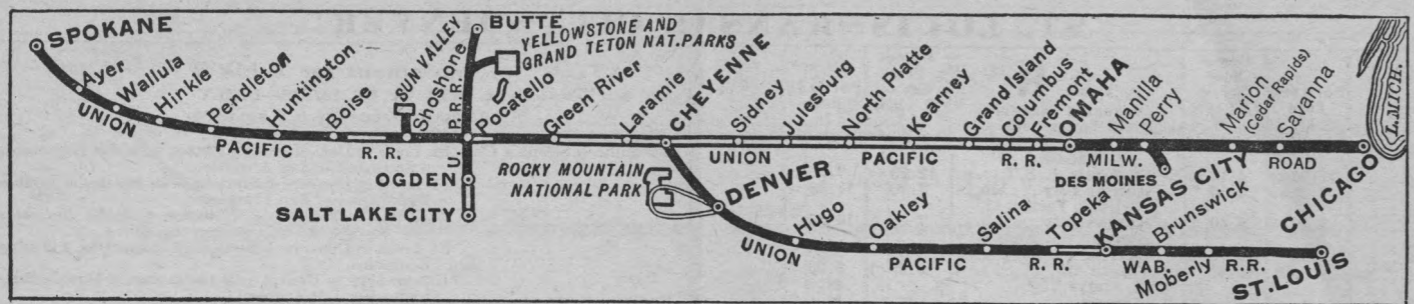 SPOKANE
Ayer
Wallula
Hinkle
Pendleton
Huntington
Boise
SUN VALLEY
Shoshone
BUTTE
YELLOWSTONE AND
GRAND TETON NAT. PARKS
Pocatello
Green River
Laramie
CHEYENNE
Sidney
Julesburg
North Platte
Kearney
Grand Island
Columbus
Fremont
OMAHA
Manilla
Perry
Marion
(Cedar Rapids)
Savanna
L. MICH.
CHICAGO
UNION
PACIFIC
R. R.
U. P. R. R.
UNION
PACIFIC
R. R.
MILW.
ROAD
DES MOINES
OGDEN
SALT LAKE CITY
ROCKY MOUNTAIN
NATIONAL PARK
DENVER
Hugo
Oakley
Salina
Topeka
KANSAS CITY
Brunswick
Moberly
ST. LOUIS
UNION
PACIFIC
R. R.
WAB.
R.R.